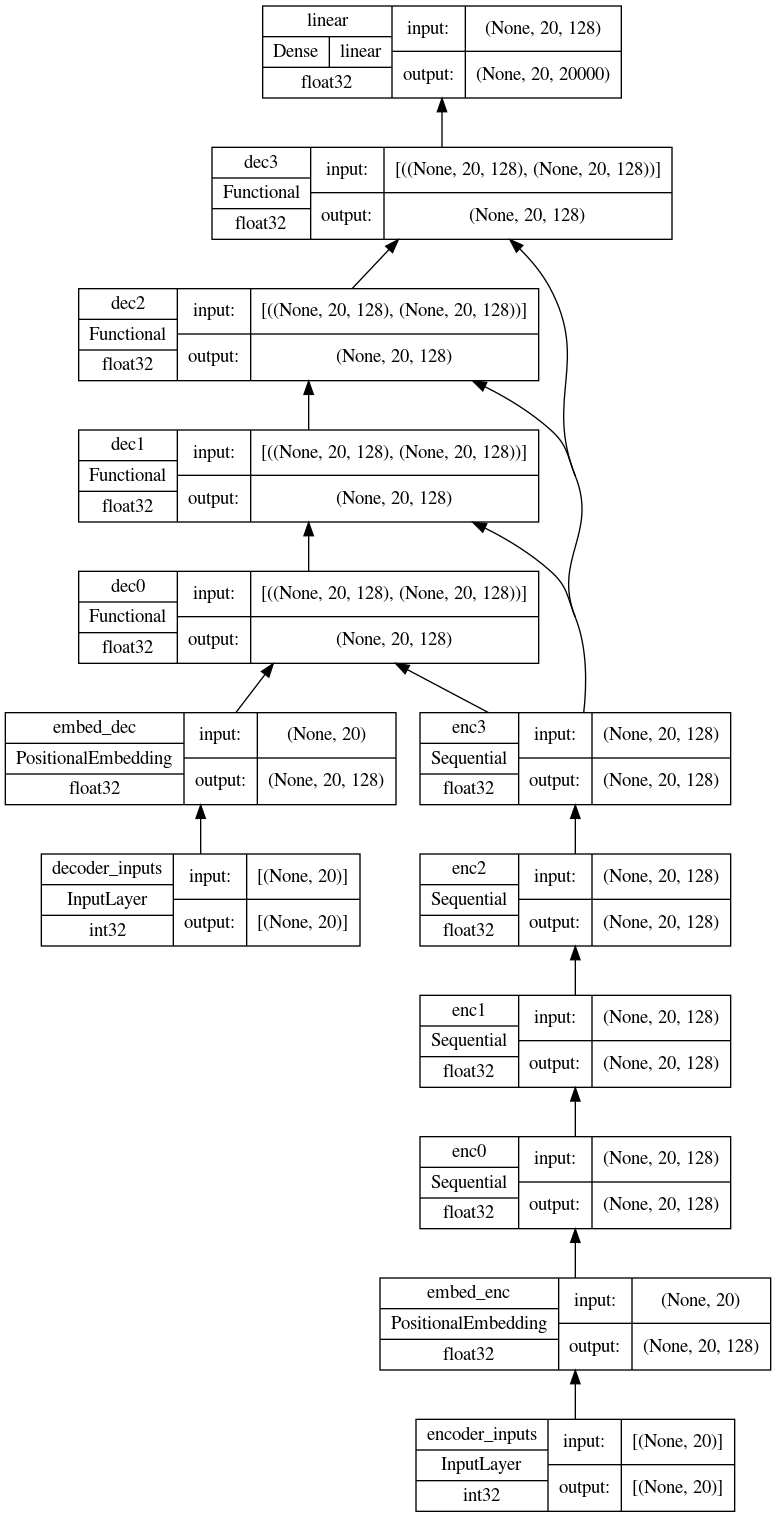 linear
Dense linear
float32
input: (None, 20, 128)
output: (None, 20, 20000)
dec3
Functional
float32
input: [((None, 20, 128), (None, 20, 128))]
output: (None, 20, 128)
dec2
Functional
float32
input: [((None, 20, 128), (None, 20, 128))]
output: (None, 20, 128)
dec1
Functional
float32
input: [((None, 20, 128), (None, 20, 128))]
output: (None, 20, 128)
dec0
Functional
float32
input: [((None, 20, 128), (None, 20, 128))]
output: (None, 20, 128)
embed_dec
PositionalEmbedding
float32
input: (None, 20)
output: (None, 20, 128)
enc3
Sequential
float32
input: (None, 20, 128)
output: (None, 20, 128)
decoder_inputs
InputLayer
int32
input: [(None, 20)]
output: [(None, 20)]
enc2
Sequential
float32
input: (None, 20, 128)
output: (None, 20, 128)
enc1
Sequential
float32
input: (None, 20, 128)
output: (None, 20, 128)
enc0
Sequential
float32
input: (None, 20, 128)
output: (None, 20, 128)
embed_enc
PositionalEmbedding
float32
input: (None, 20)
output: (None, 20, 128)
encoder_inputs
InputLayer
int32
input: [(None, 20)]
output: [(None, 20)]